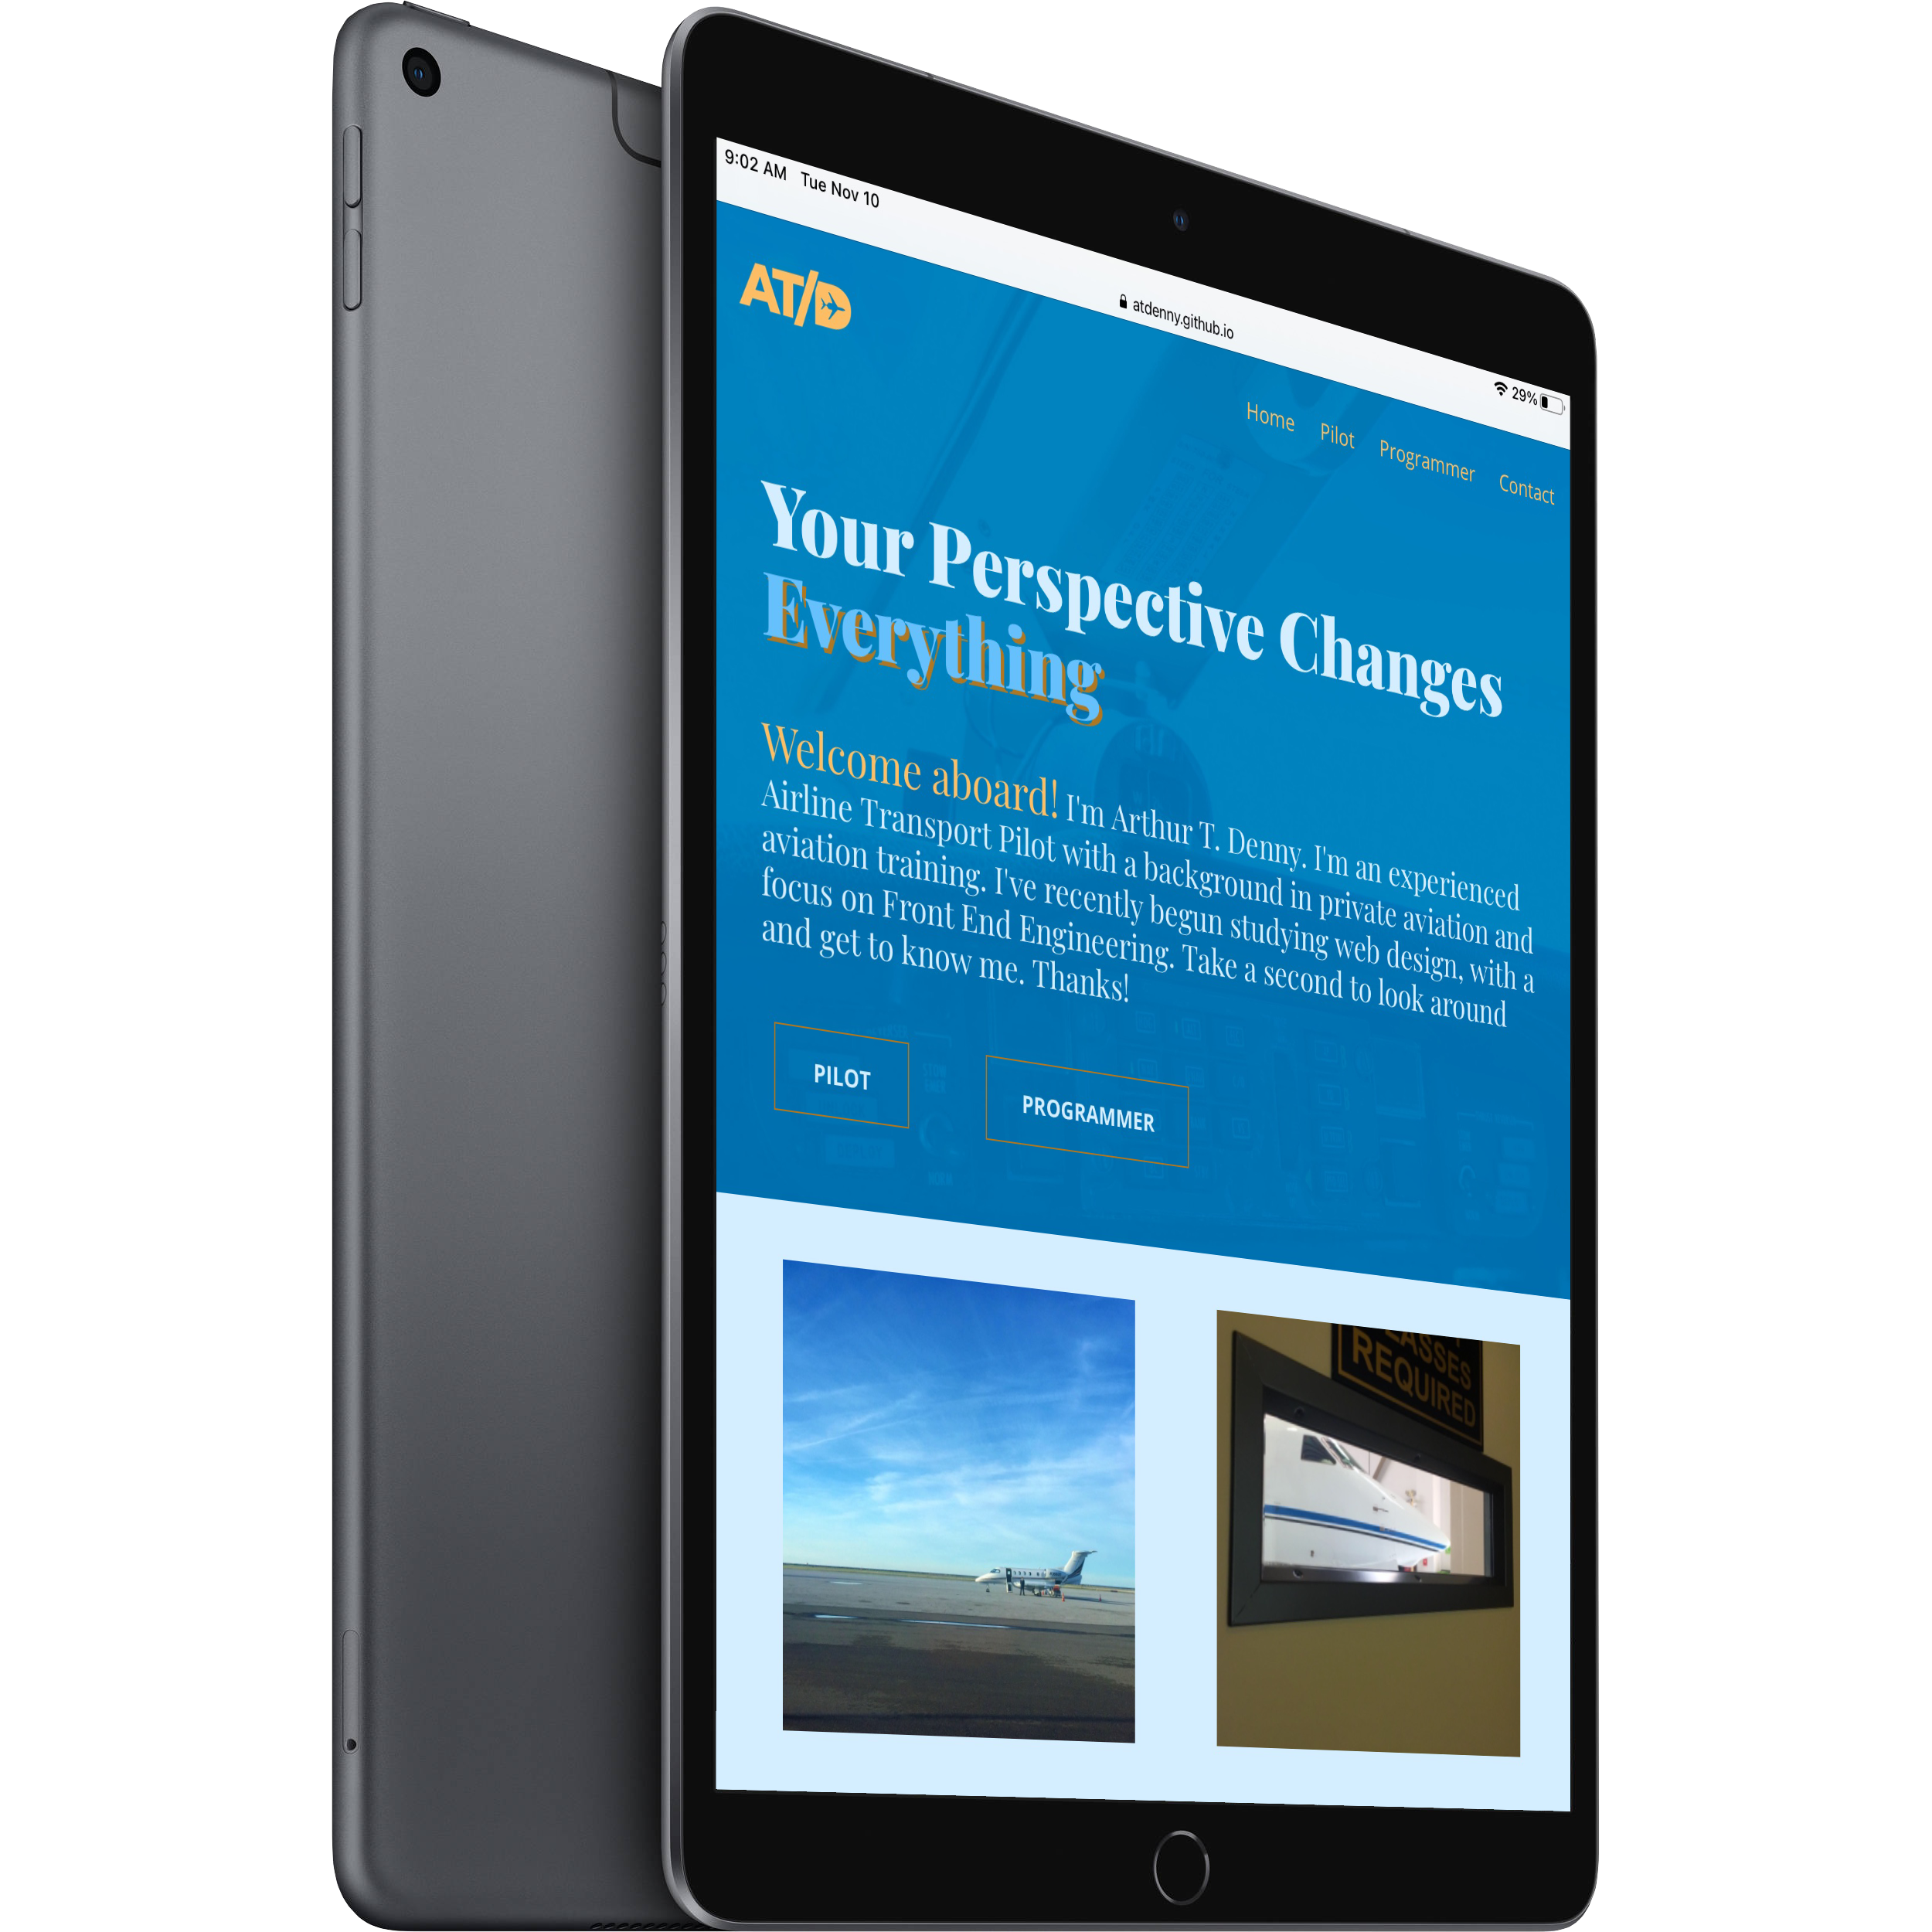 9:02 AM Tue Nov 10
atdenny.github.io
29%
AT/D
Home Pilot Programmer Contact
Your Perspective Changes
Everything
Welcome aboard! I'm Arthur T. Denny. I'm an experienced
Airline Transport Pilot with a background in private aviation and
aviation training. I've recently begun studying web design, with a
focus on Front End Engineering. Take a second to look around
and get to know me. Thanks!
PILOT
PROGRAMMER
REQUIRED